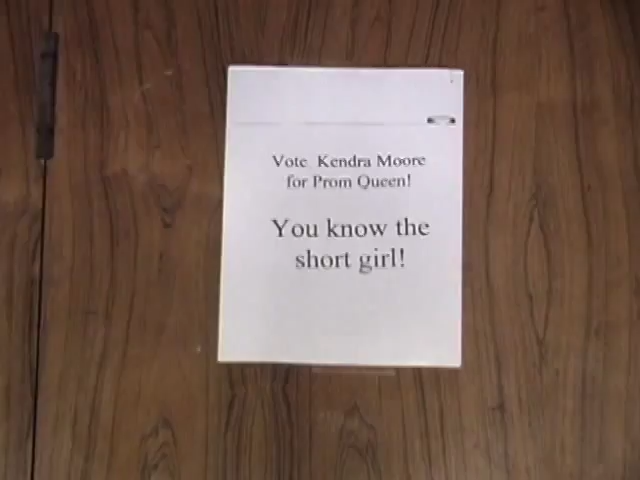 Vote Kendra Moore
for Prom Queen!
You know the
short girl!